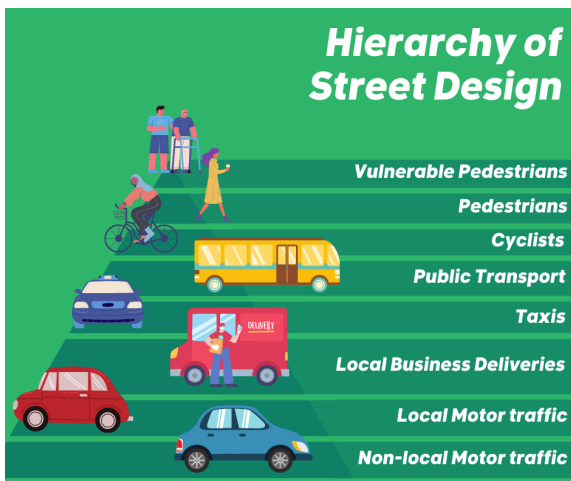 Hierarchy of
Street Design
Vulnerable Pedestrians
Pedestrians
Cyclists
Public Transport
Taxis
DELIVERY
Local Business Deliveries
Local Motor traffic
Non-local Motor traffic